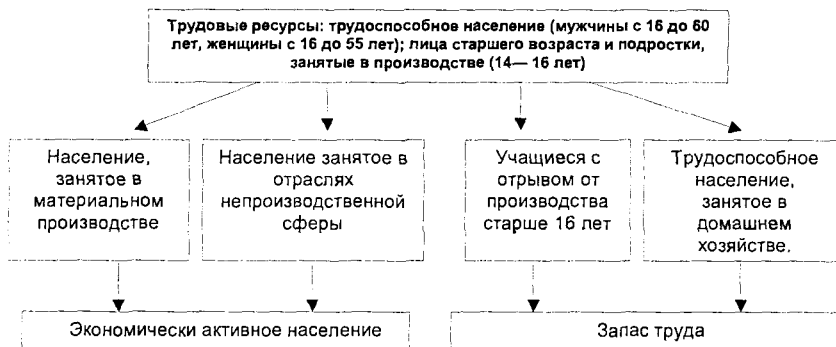 Трудовые ресурсы: трудоспособное население (мужчины с 16 до 60
лет, женщины с 16 до 55 лет); лица старшего возраста и подростки,
занятые в производстве (14— 16 лет)
Население,
занятое в
материальном
производстве
Население занятое в
отраслях
непроизводственной
сферы
Учащиеся с
отрывом от
производства
старше 16 лет
Трудоспособное
население,
занятое в
домашнем
хозяйстве.
Экономически активное население
Запас труда